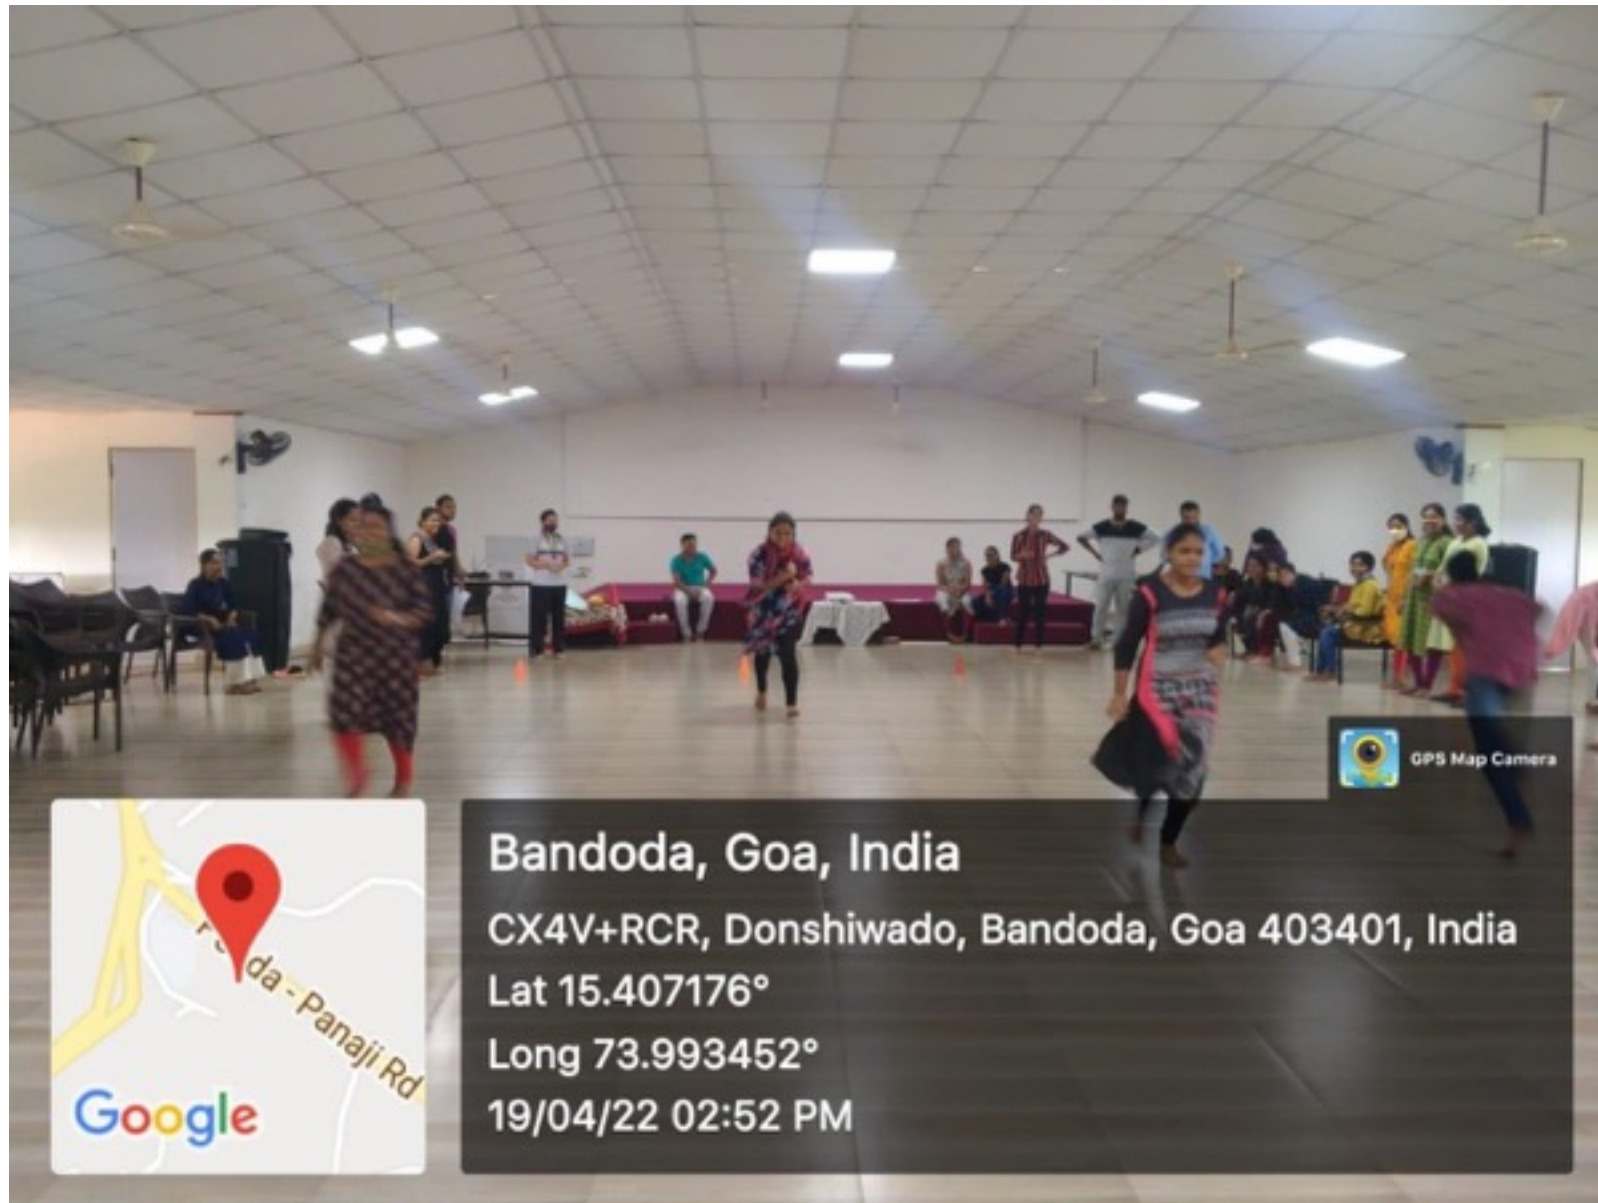 GPS Map Camera
Bandoda, Goa, India
CX4V+RCR, Donshiwado, Bandoda, Goa 403401, India
Lat 15.407176°
Long 73.993452°
19/04/22 02:52 PM
da - Panaji Rd
Google